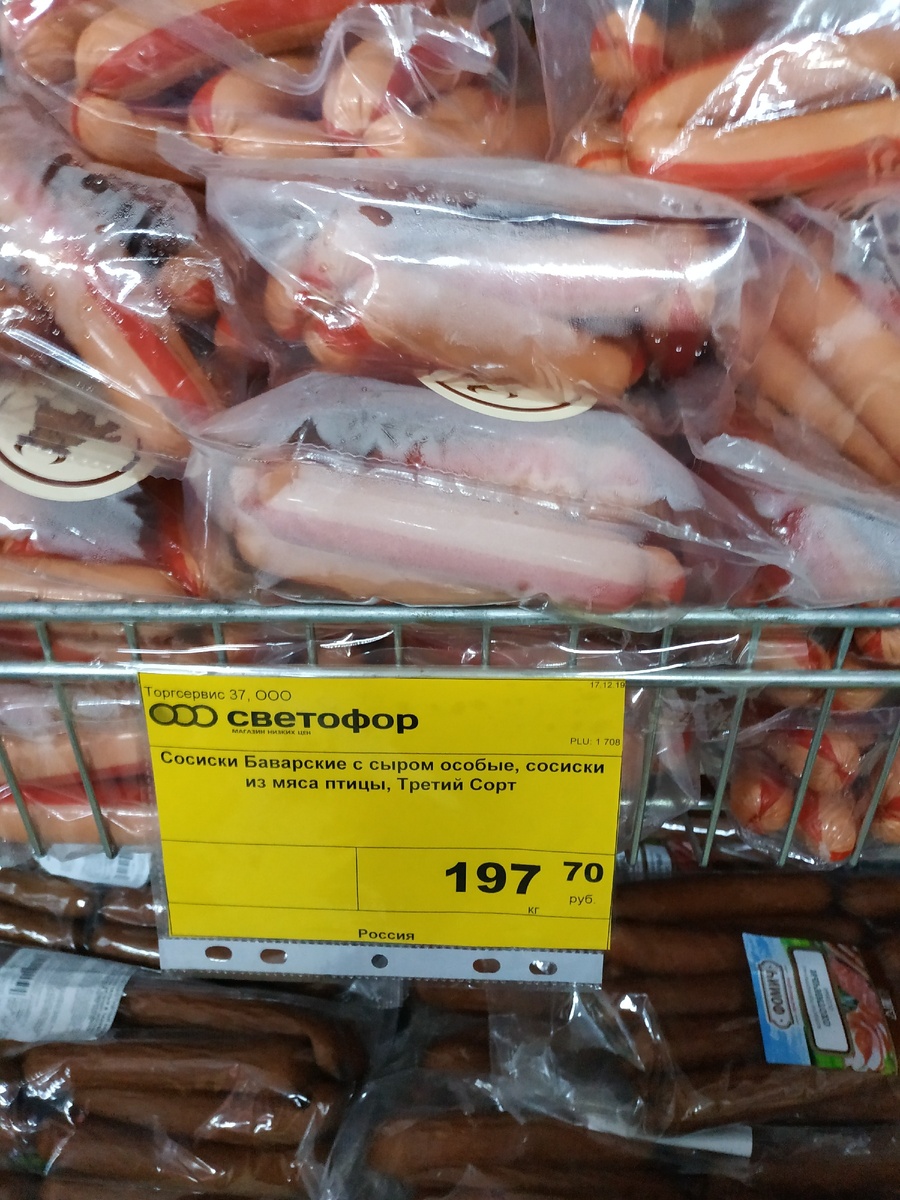 Торгсервис 37, ООО
17.12.19
светофор
МАГАЗИН НИЗКИХ ЦЕН
PLU: 1 708
Сосиски Баварские с сыром особые, сосиски
из мяса птицы, Третий Сорт
197 70
кг руб.
Россия
ФОМИЧ